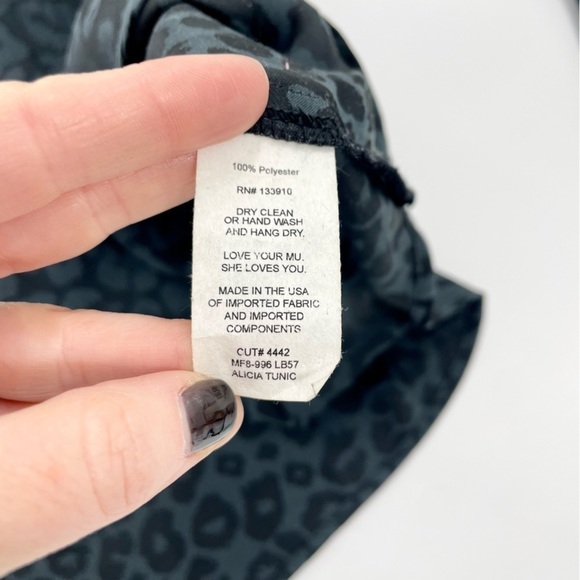 100% Polyester
RN# 133910
DRY CLEAN
OR HAND WASH
AND HANG DRY.
LOVE YOUR MU.
SHE LOVES YOU.
MADE IN THE USA
OF IMPORTED FABRIC
AND IMPORTED
COMPONENTS
CUT# 4442
MF8-996 LB57
ALICIA TUNIC